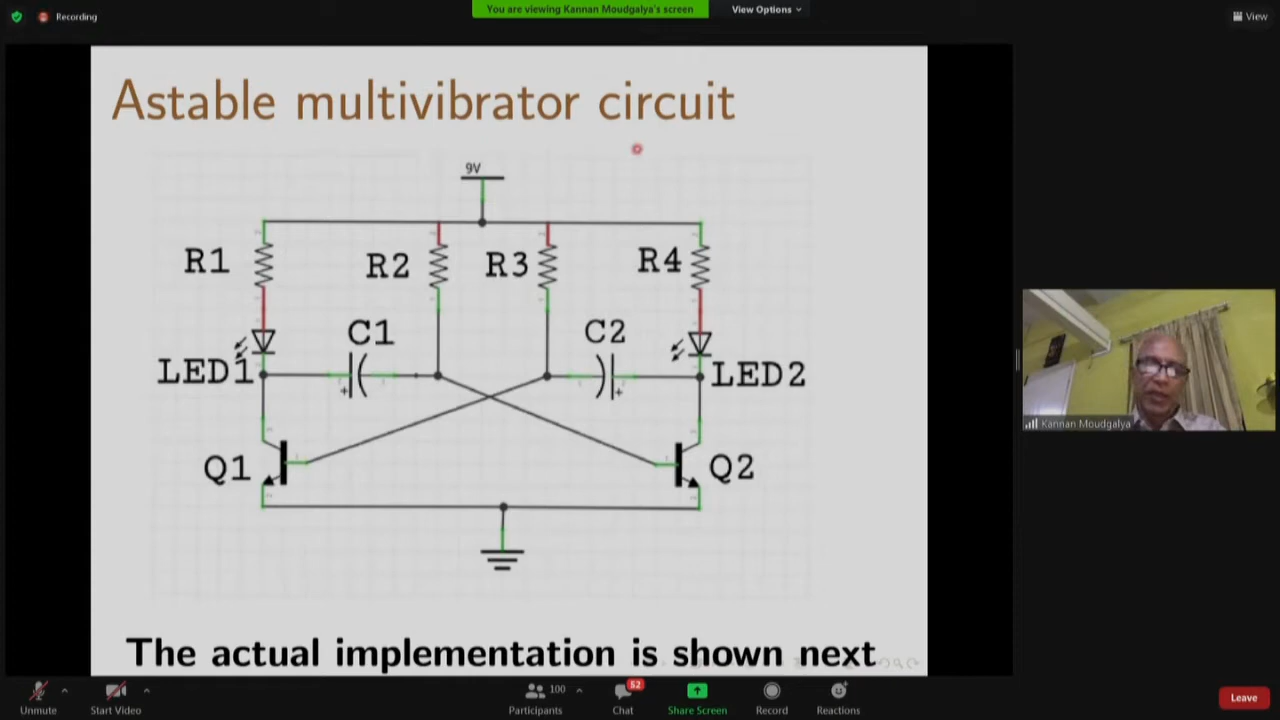 Recording
You are viewing Kannan Moudgalya's screen
View Options
View
Astable multivibrator circuit
9V
R1
R2
R3
R4
C1
C2
LED1
LED2
+
+
Q1
Q2
The actual implementation is shown next
Kannan Moudgalya
Unmute
Start Video
Participants
100
Chat
52
Share Screen
Record
Reactions
Leave